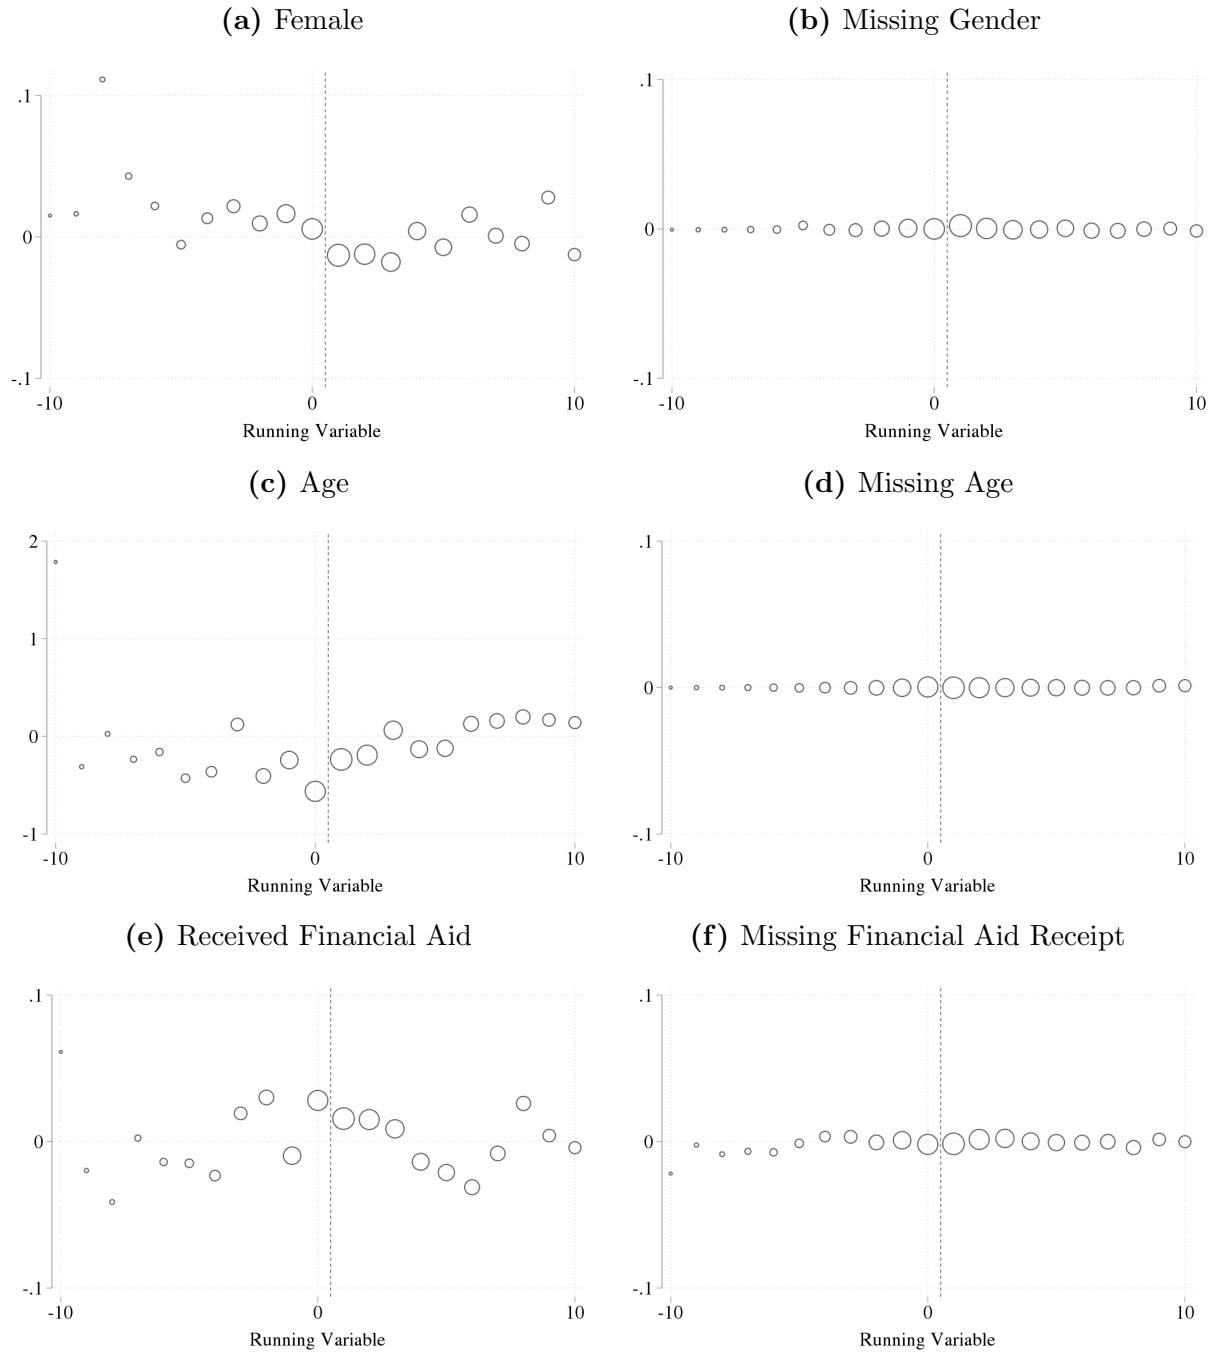 (a) Female
.1
0
-.1
-10 0 10
Running Variable
(b) Missing Gender
.1
0
-.1
-10 0 10
Running Variable
(c) Age
2
1
0
-1
-10 0 10
Running Variable
(d) Missing Age
.1
0
-.1
-10 0 10
Running Variable
(e) Received Financial Aid
.1
0
-.1
-10 0 10
Running Variable
(f) Missing Financial Aid Receipt
.1
0
-.1
-10 0 10
Running Variable